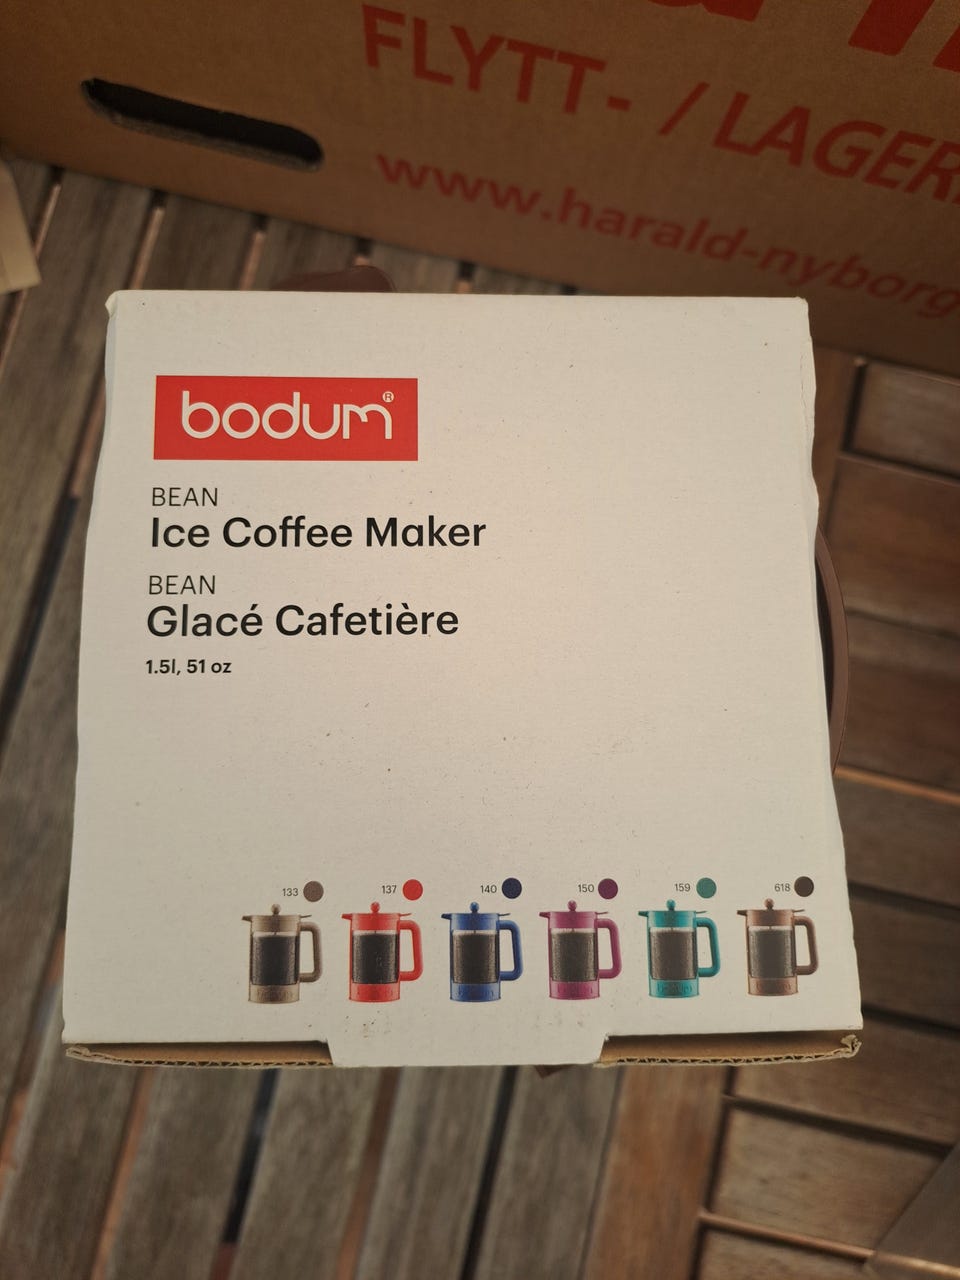 FLYTT- / LAGER
www.harald-nyborg
bodum®
BEAN
Ice Coffee Maker
BEAN
Glacé Cafetière
1.5l, 51 oz
133 137 140 150 159 618